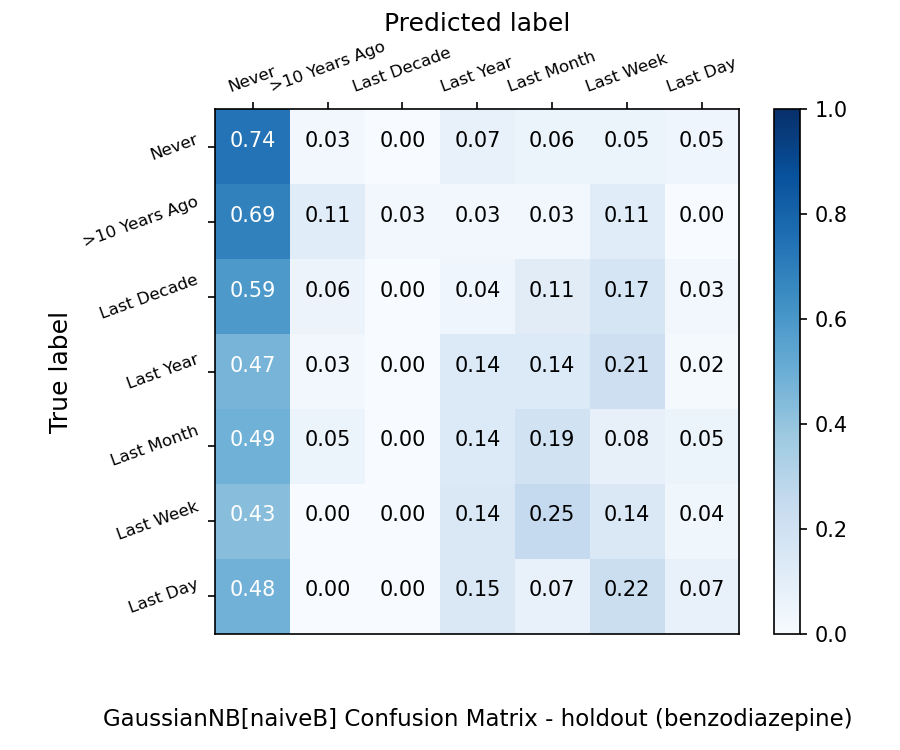 Predicted label
Never >10 Years Ago Last Decade Last Year Last Month Last Week Last Day
True label
Never 0.74 0.03 0.00 0.07 0.06 0.05 0.05
>10 Years Ago 0.69 0.11 0.03 0.03 0.03 0.11 0.00
Last Decade 0.59 0.06 0.00 0.04 0.11 0.17 0.03
Last Year 0.47 0.03 0.00 0.14 0.14 0.21 0.02
Last Month 0.49 0.05 0.00 0.14 0.19 0.08 0.05
Last Week 0.43 0.00 0.00 0.14 0.25 0.14 0.04
Last Day 0.48 0.00 0.00 0.15 0.07 0.22 0.07
1.0
0.8
0.6
0.4
0.2
0.0
GaussianNB[naiveB] Confusion Matrix - holdout (benzodiazepine)